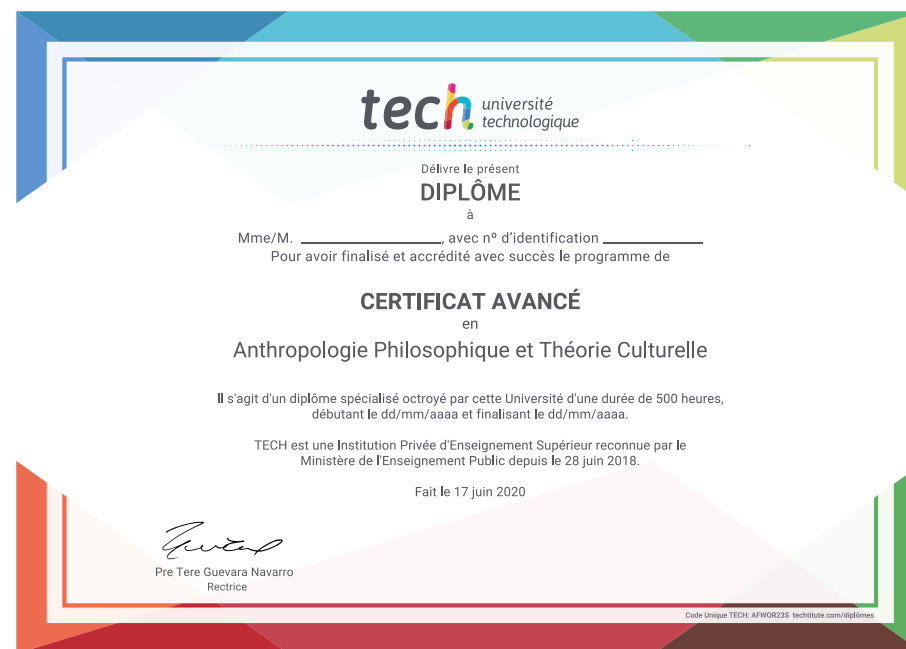 tech université
technologique
Délivre le présent
DIPLÔME
à
Mme/M. ____________________, avec nº d'identification ______________
Pour avoir finalisé et accrédité avec succès le programme de
CERTIFICAT AVANCÉ
en
Anthropologie Philosophique et Théorie Culturelle
Il s'agit d'un diplôme spécialisé octroyé par cette Université d'une durée de 500 heures,
débutant le dd/mm/aaaa et finalisant le dd/mm/aaaa.
TECH est une Institution Privée d'Enseignement Supérieur reconnue par le
Ministère de l'Enseignement Public depuis le 28 juin 2018.
Fait le 17 juin 2020
Pre Tere Guevara Navarro
Rectrice
Code Unique TECH: AFWOR23S techtitute.com/diplômes